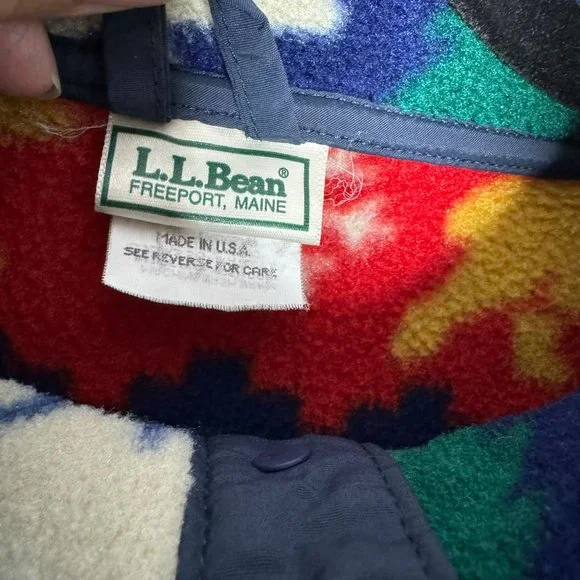 L.L.Bean®
FREEPORT, MAINE
MADE IN U.S.A.
SEE REVERSE FOR CARE